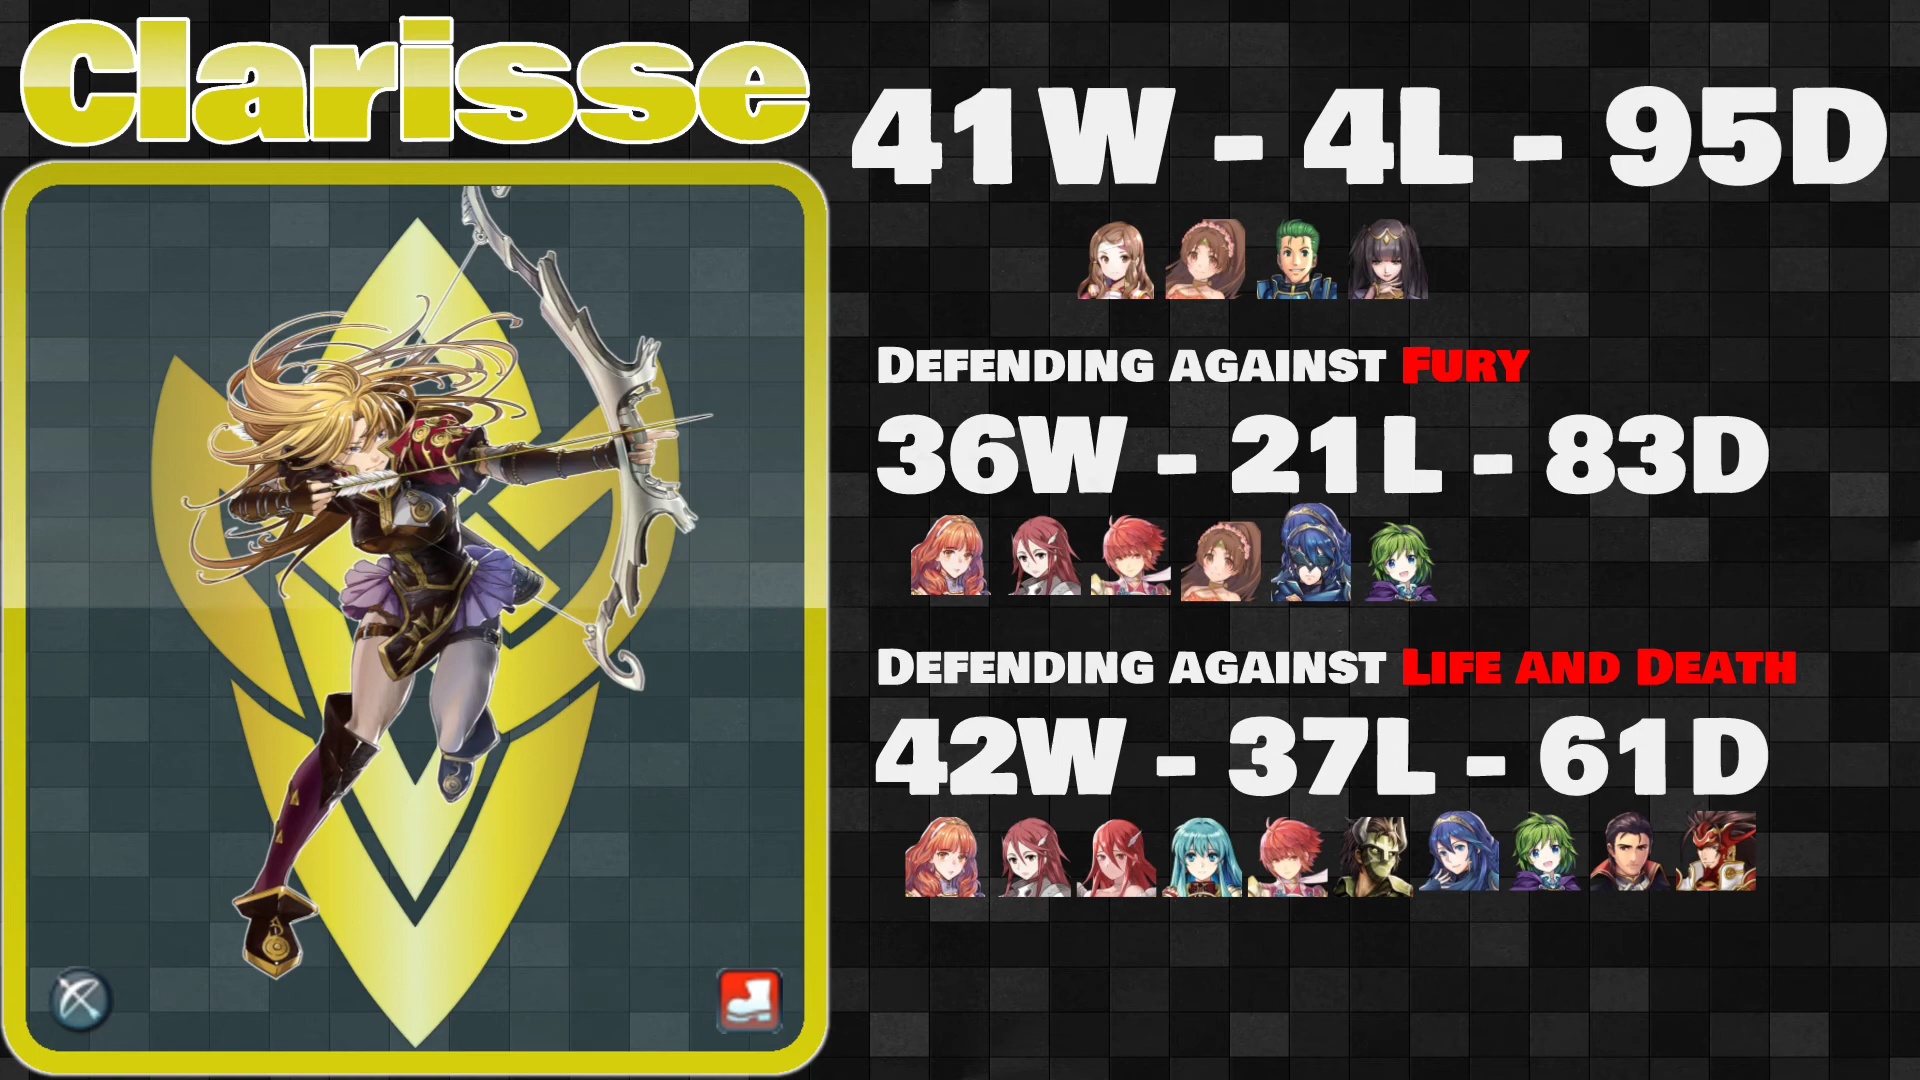 Clarisse
41W - 4L - 95D
Defending against Fury
36W - 21L - 83D
Defending against Life and Death
42W - 37L - 61D